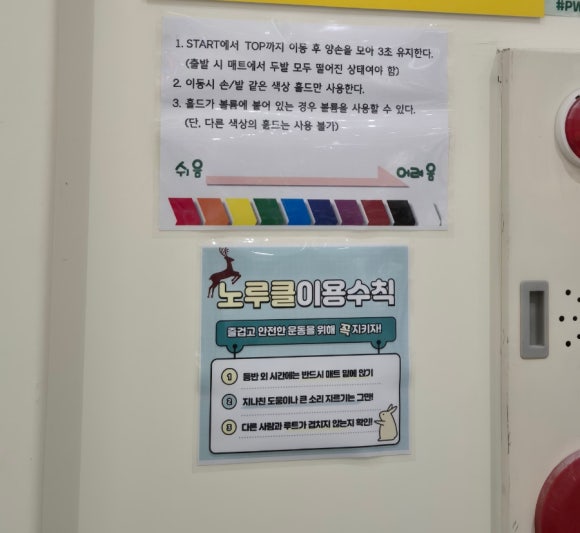 #PW
1. START에서 TOP까지 이동 후 양손을 모아 3초 유지한다.
(출발 시 매트에서 두발 모두 떨어진 상태여야 함)
2. 이동시 손/발 같은 색상 홀드만 사용한다.
3. 홀드가 볼륨에 붙어 있는 경우 볼륨을 사용할 수 있다.
(단, 다른 색상의 홀드는 사용 불가)
쉬움 어려움
노루클이용수칙
즐겁고 안전한 운동을 위해 꼭 지키자!
1 등반 외 시간에는 반드시 매트 밑에 앉기
2 지나친 도움이나 큰 소리 지르기는 그만!
3 다른 사람과 루트가 겹치지 않는지 확인!